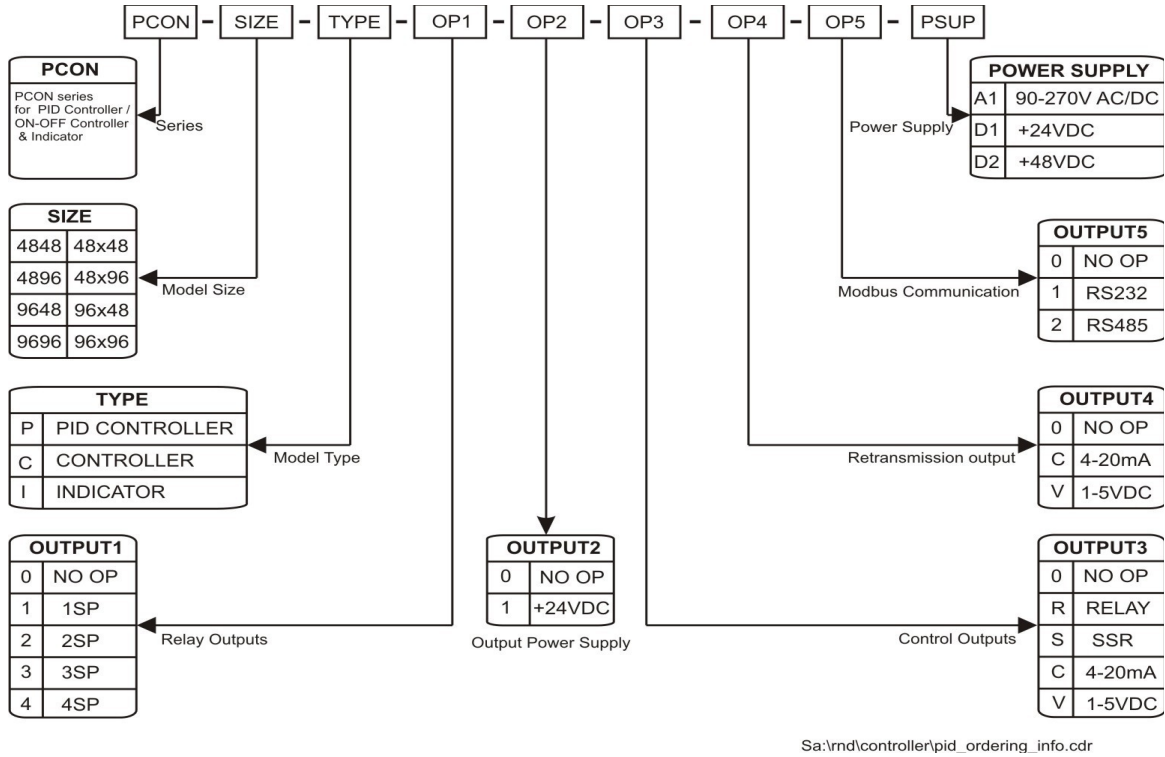 PCON - SIZE - TYPE - OP1 - OP2 - OP3 - OP4 - OP5 - PSUP
PCON
PCON series
for PID Controller /
ON-OFF Controller
& Indicator
Series
POWER SUPPLY
A1 90-270V AC/DC
D1 +24VDC
D2 +48VDC
Power Supply
SIZE
4848 48x48
4896 48x96
9648 96x48
9696 96x96
Model Size
OUTPUT5
0 NO OP
1 RS232
2 RS485
Modbus Communication
TYPE
P PID CONTROLLER
C CONTROLLER
I INDICATOR
Model Type
OUTPUT4
0 NO OP
C 4-20mA
V 1-5VDC
Retransmission output
OUTPUT1
0 NO OP
1 1SP
2 2SP
3 3SP
4 4SP
Relay Outputs
OUTPUT2
0 NO OP
1 +24VDC
Output Power Supply
OUTPUT3
0 NO OP
R RELAY
S SSR
C 4-20mA
V 1-5VDC
Control Outputs
Sa:\rnd\controller\pid_ordering_info.cdr